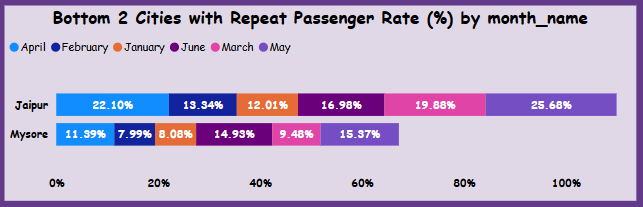 Bottom 2 Cities with Repeat Passenger Rate (%) by month_name
April February January June March May
Jaipur 22.10% 13.34% 12.01% 16.98% 19.88% 25.68%
Mysore 11.39% 7.99% 8.08% 14.93% 9.48% 15.37%
0% 20% 40% 60% 80% 100%